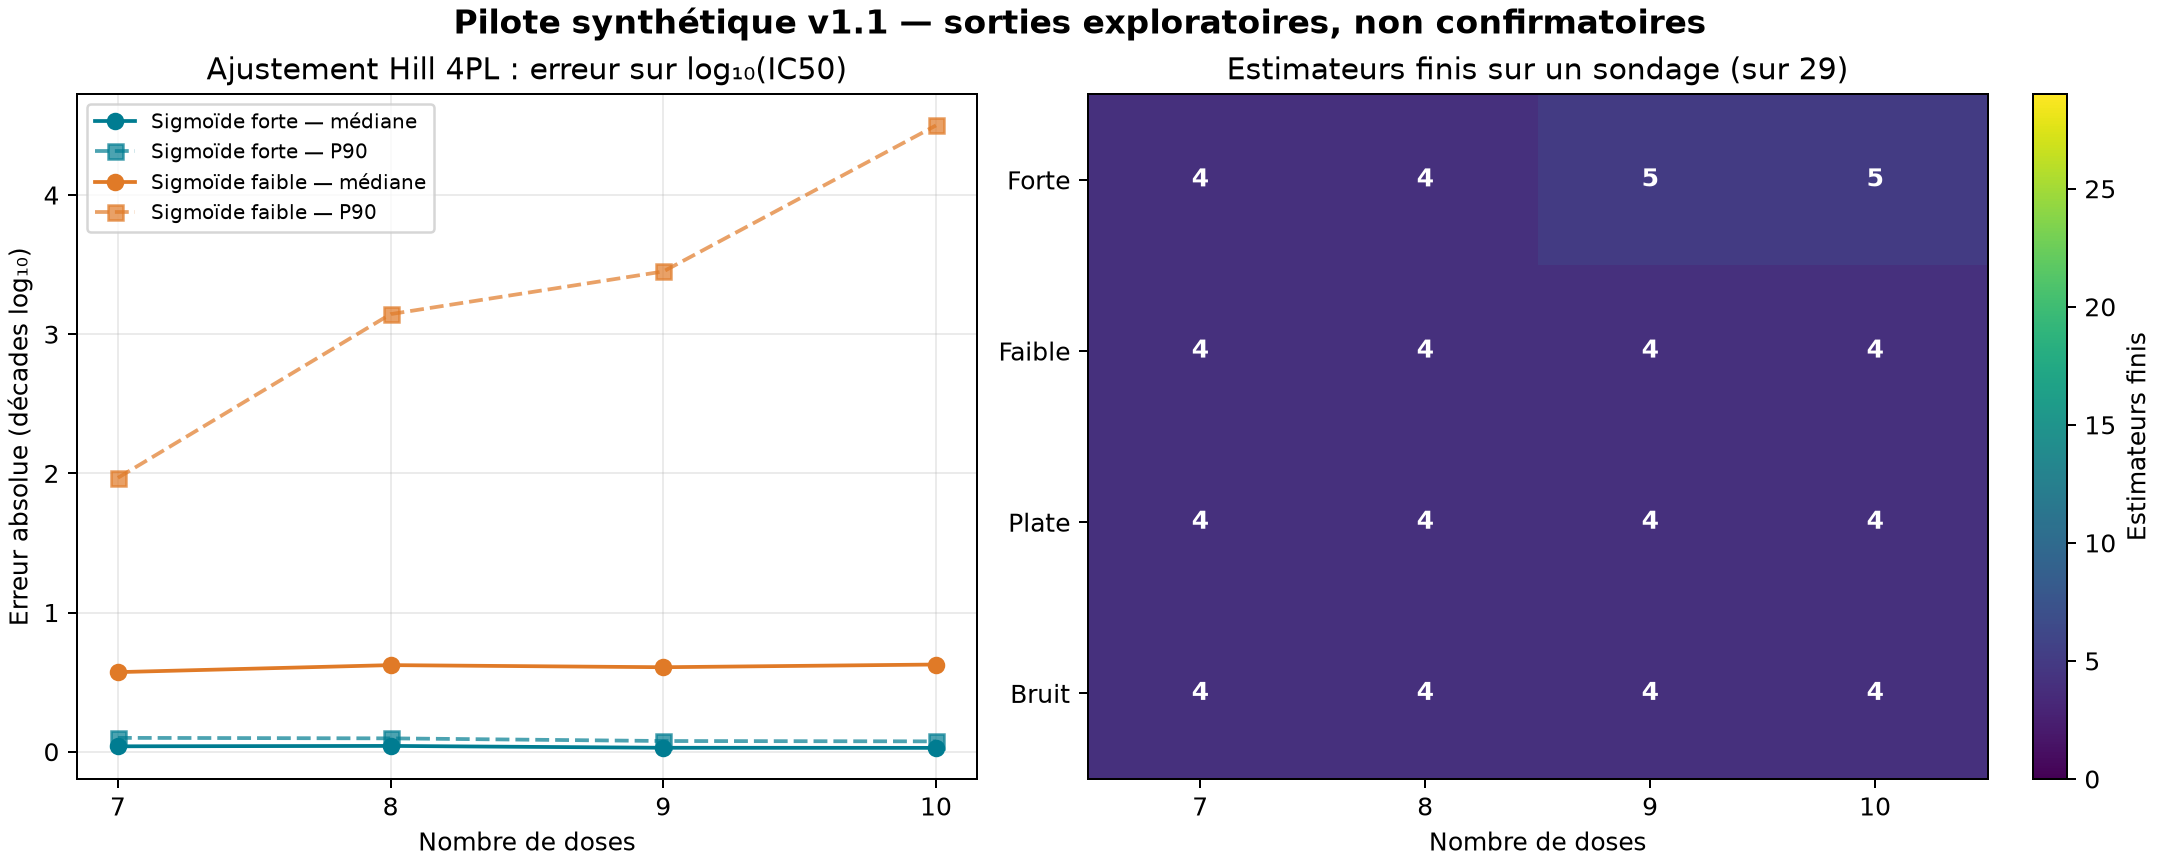 Pilote synthétique v1.1 — sorties exploratoires, non confirmatoires
Ajustement Hill 4PL : erreur sur log₁₀(IC50)
Sigmoïde forte — médiane
Sigmoïde forte — P90
Sigmoïde faible — médiane
Sigmoïde faible — P90
Erreur absolue (décades log₁₀)
4
3
2
1
0
7 8 9 10
Nombre de doses
Estimateurs finis sur un sondage (sur 29)
Forte 4 4 5 5
Faible 4 4 4 4
Plate 4 4 4 4
Bruit 4 4 4 4
7 8 9 10
Nombre de doses
25
20
15
10
5
0
Estimateurs finis